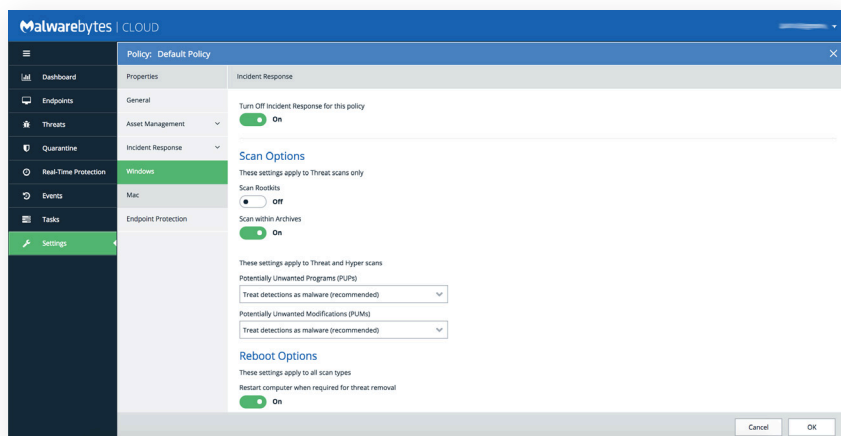 Malwarebytes | CLOUD
Policy: Default Policy
Dashboard
Endpoints
Threats
Quarantine
Real-Time Protection
Events
Tasks
Settings
Properties
General
Asset Management
Incident Response
Windows
Mac
Endpoint Protection
Incident Response
Turn Off Incident Response for this policy
On
Scan Options
These settings apply to Threat scans only
Scan Rootkits
Off
Scan within Archives
On
These settings apply to Threat and Hyper scans
Potentially Unwanted Programs (PUPs)
Treat detections as malware (recommended)
Potentially Unwanted Modifications (PUMs)
Treat detections as malware (recommended)
Reboot Options
These settings apply to all scan types
Restart computer when required for threat removal
On
Cancel
OK